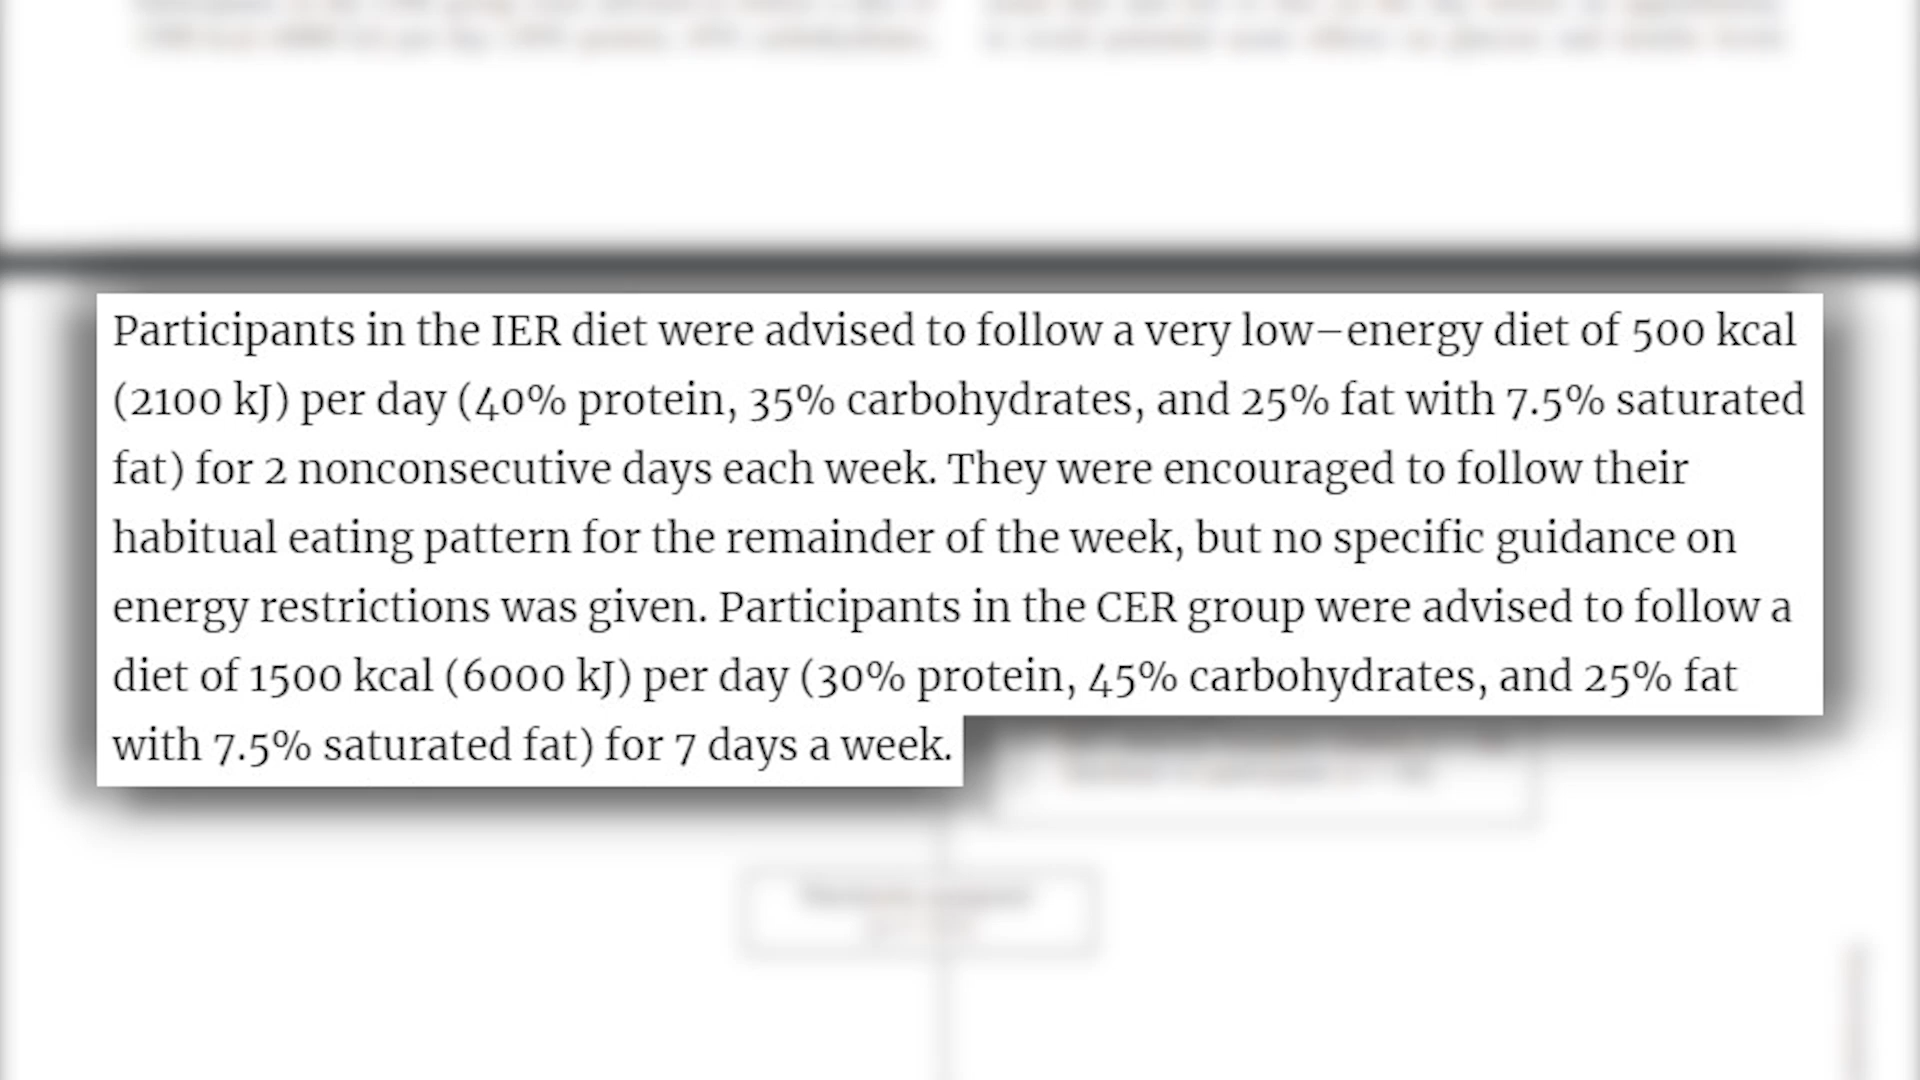 Participants in the IER diet were advised to follow a very low–energy diet of 500 kcal
(2100 kJ) per day (40% protein, 35% carbohydrates, and 25% fat with 7.5% saturated
fat) for 2 nonconsecutive days each week. They were encouraged to follow their
habitual eating pattern for the remainder of the week, but no specific guidance on
energy restrictions was given. Participants in the CER group were advised to follow a
diet of 1500 kcal (6000 kJ) per day (30% protein, 45% carbohydrates, and 25% fat
with 7.5% saturated fat) for 7 days a week.